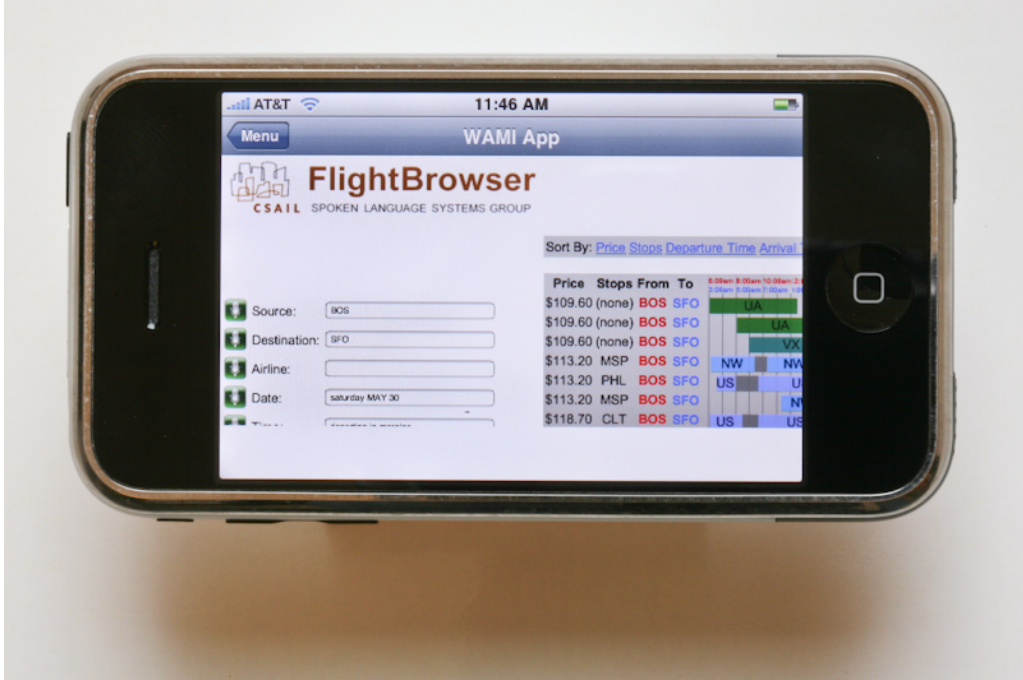 AT&T 11:46 AM
Menu WAMI App
FlightBrowser
CSAIL SPOKEN LANGUAGE SYSTEMS GROUP
Sort By: Price Stops Departure Time Arrival
Price Stops From To
$109.60 (none) BOS SFO UA
$109.60 (none) BOS SFO UA
$109.60 (none) BOS SFO VX
$113.20 MSP BOS SFO NW NW
$113.20 PHL BOS SFO US
$113.20 MSP BOS SFO
$118.70 CLT BOS SFO US US
Source: BOS
Destination: SFO
Airline:
Date: saturday MAY 30